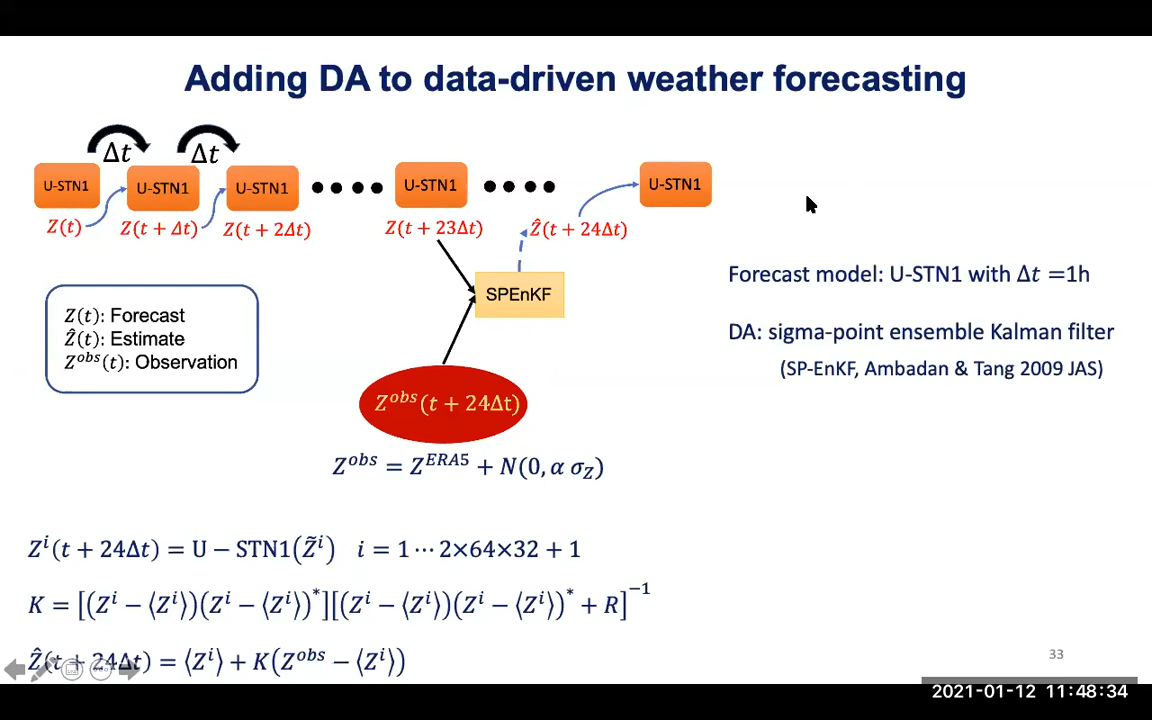 Adding DA to data-driven weather forecasting
Δt Δt
U-STN1 U-STN1 U-STN1 U-STN1 U-STN1
Z(t) Z(t + Δt) Z(t + 2Δt) Z(t + 23Δt) Ẑ(t + 24Δt)
SPEnKF
Z(t): Forecast
Ẑ(t): Estimate
Z^obs(t): Observation
Z^obs(t + 24Δt)
Z^obs = Z^ERA5 + N(0, α σ_Z)
Forecast model: U-STN1 with Δt =1h
DA: sigma-point ensemble Kalman filter
(SP-EnKF, Ambadan & Tang 2009 JAS)
Z^i(t + 24Δt) = U − STN1(Z̃^i) i = 1 ⋯ 2×64×32 + 1
K = [(Z^i − ⟨Z^i⟩)(Z^i − ⟨Z^i⟩)^*][(Z^i − ⟨Z^i⟩)(Z^i − ⟨Z^i⟩)^* + R]^−1
Ẑ(t + 24Δt) = ⟨Z^i⟩ + K(Z^obs − ⟨Z^i⟩)
33
2021-01-12 11:48:34